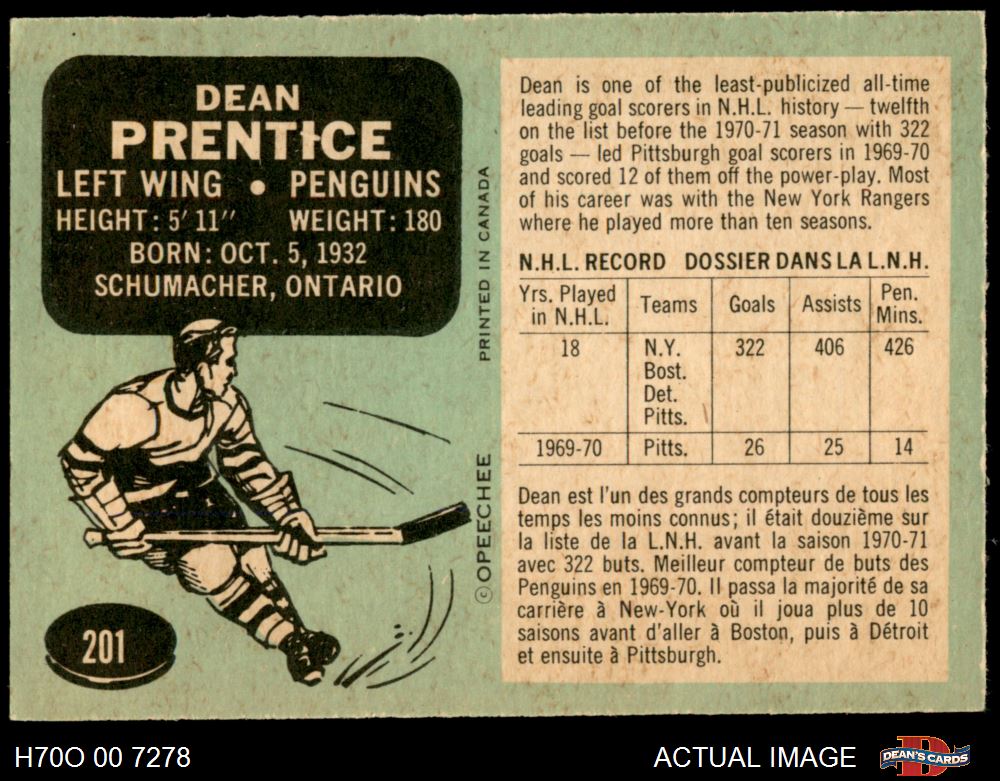 DEAN
PRENTICE
LEFT WING • PENGUINS
HEIGHT: 5' 11" WEIGHT: 180
BORN: OCT. 5, 1932
SCHUMACHER, ONTARIO
201
©OPEECHEE PRINTED IN CANADA
Dean is one of the least-publicized all-time
leading goal scorers in N.H.L. history — twelfth
on the list before the 1970-71 season with 322
goals — led Pittsburgh goal scorers in 1969-70
and scored 12 of them off the power-play. Most
of his career was with the New York Rangers
where he played more than ten seasons.
N.H.L. RECORD DOSSIER DANS LA L.N.H.
Yrs. Played in N.H.L. Teams Goals Assists Pen. Mins.
18 N.Y. 322 406 426
Bost.
Det.
Pitts.
1969-70 Pitts. 26 25 14
Dean est l'un des grands compteurs de tous les
temps les moins connus; il était douzième sur
la liste de la L.N.H. avant la saison 1970-71
avec 322 buts. Meilleur compteur de buts des
Penguins en 1969-70. Il passa la majorité de sa
carrière à New-York où il joua plus de 10
saisons avant d'aller à Boston, puis à Détroit
et ensuite à Pittsburgh.
H70O 00 7278 ACTUAL IMAGE D DEAN'S CARDS